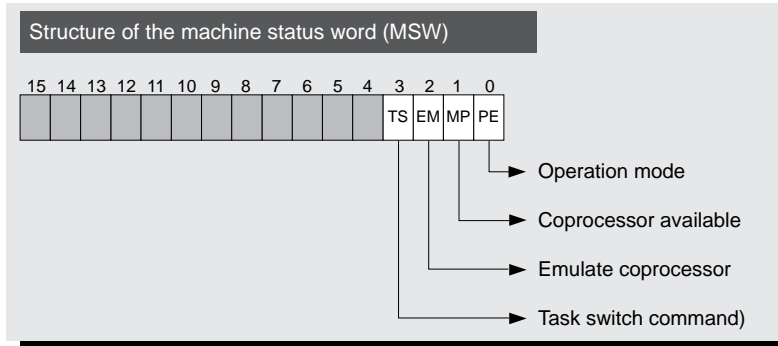 Structure of the machine status word (MSW)
15 14 13 12 11 10 9 8 7 6 5 4 3 2 1 0
TS EM MP PE
Operation mode
Coprocessor available
Emulate coprocessor
Task switch command)